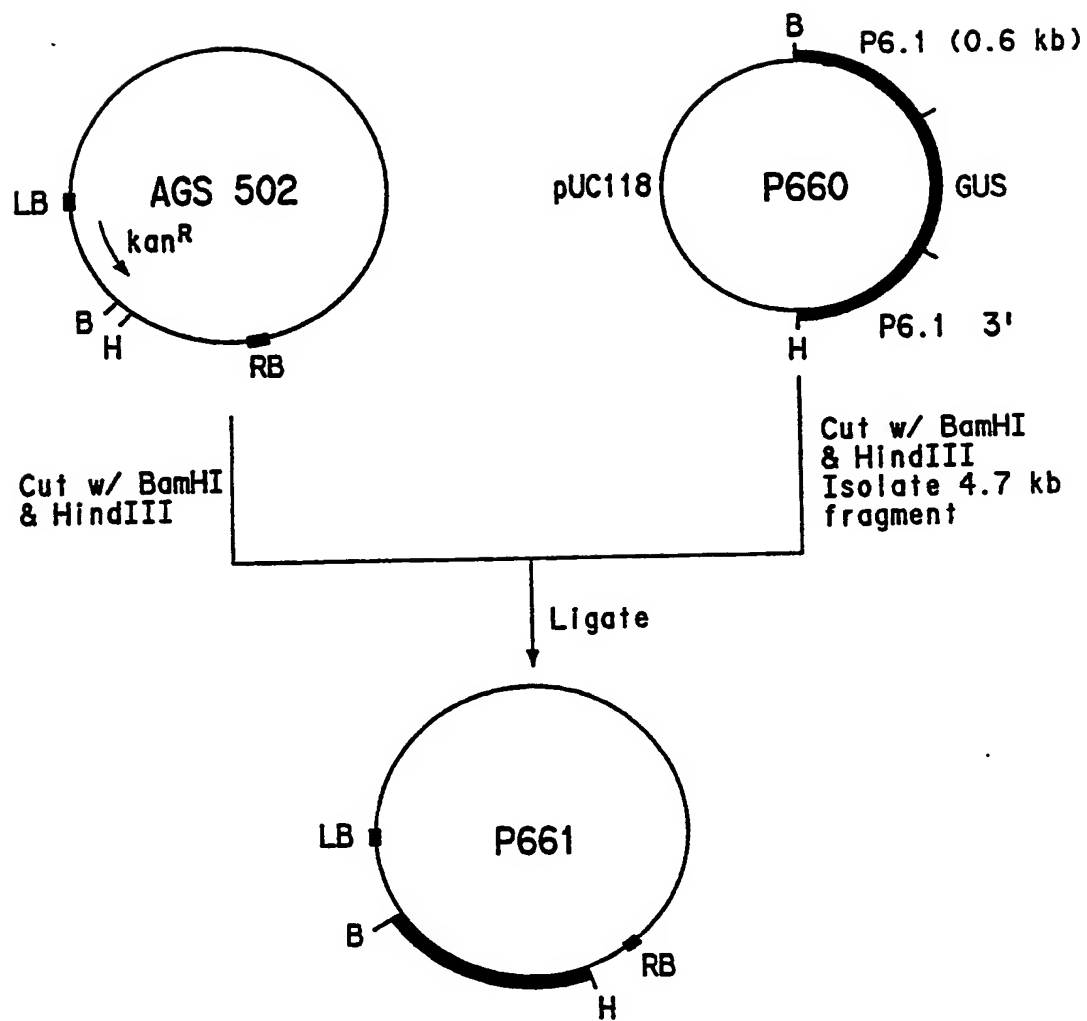 B
P6.1 (0.6 kb)
AGS 502
pUC118
P660
GUS
LB
kanR
B
H
RB
P6.1 3'
H
Cut w/ BamHI
& HindIII
Cut w/ BamHI
& HindIII
Isolate 4.7 kb
fragment
Ligate
LB
P661
B
RB
H